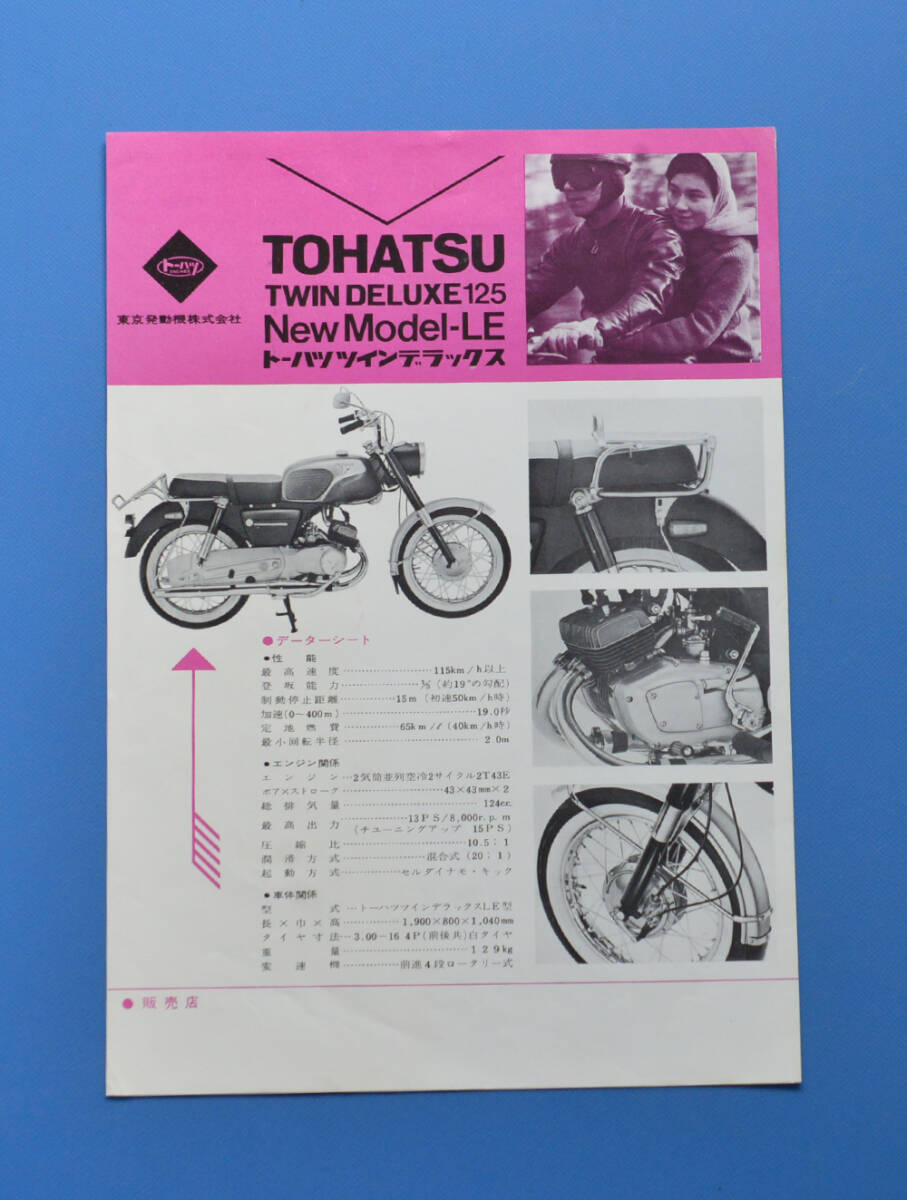 トーハツ
東京発動機株式会社
TOHATSU
TWIN DELUXE125
New Model-LE
トーハツツインデラックス
●データーシート
●性能
最高速度…………………115km/h以上
登坂能力…………………⅓(約19°の勾配)
制動停止距離……………15m(初速50km/h時)
加速(0〜400m)…………………19.0秒
定地燃費…………………65km/ℓ(40km/h時)
最小回転半径…………………2.0m
●エンジン関係
エンジン…2気筒並列空冷2サイクル2T43E
ボア×ストローク…………………43×43mm×2
総排気量…………………124cc.
最高出力…………13PS/8,000r.p.m
(チューニングアップ 15PS)
圧縮比…………………10.5:1
潤滑方式…………………混合式(20:1)
起動方式……………セルダイナモ・キック
●車体関係
型式…トーハツツインデラックスLE型
長×巾×高…………1,900×800×1,040mm
タイヤ寸法…3.00-16 4P(前後共)白タイヤ
重量…………………129kg
変速機……………前進4段ロータリー式
●販売店